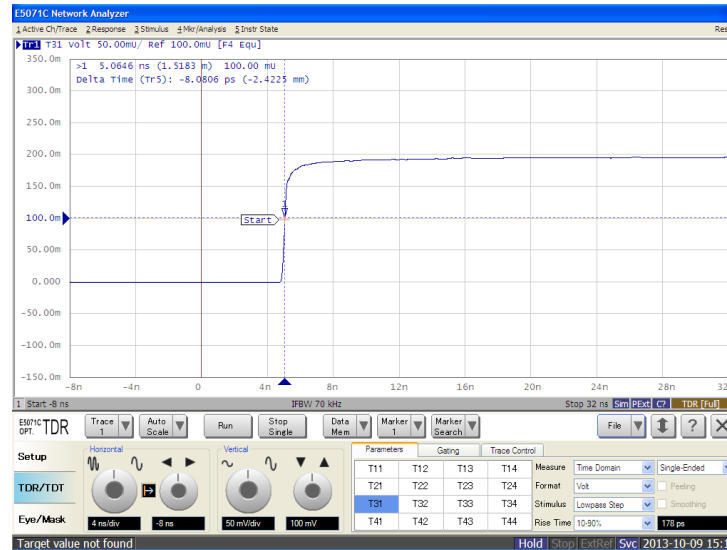 E5071C Network Analyzer
1 Active Ch/Trace 2 Response 3 Stimulus 4 Mkr/Analysis 5 Instr State
Tr1 T31 Volt 50.00mU/ Ref 100.0mU [F4 Equ]
350.0m
>1 5.0646 ns (1.5183 m) 100.00 mU
Delta Time (Tr5): -8.0806 ps (-2.4225 mm)
300.0m
250.0m
200.0m
150.0m
100.0m
Start
50.00m
0.000
-50.00m
-100.0m
-150.0m
-8n -4n 0 4n 8n 12n 16n 20n 24n 28n 32
1 Start -8 ns IFBW 70 kHz Stop 32 ns Sim PExt C? TDR [Full]
E5071C OPT. TDR
Trace 1
Auto Scale
Run
Stop Single
Data Mem
Marker 1
Marker Search
File
?
X
Setup
TDR/TDT
Eye/Mask
Horizontal
4 ns/div
-8 ns
Vertical
50 mV/div
100 mV
Parameters Gating Trace Control
T11 T12 T13 T14
T21 T22 T23 T24
T31 T32 T33 T34
T41 T42 T43 T44
Measure Time Domain Single-Ended
Format Volt Peeling
Stimulus Lowpass Step Smoothing
Rise Time 10-90% 178 ps
Target value not found
Hold Stop ExtRef Svc 2013-10-09 15:1